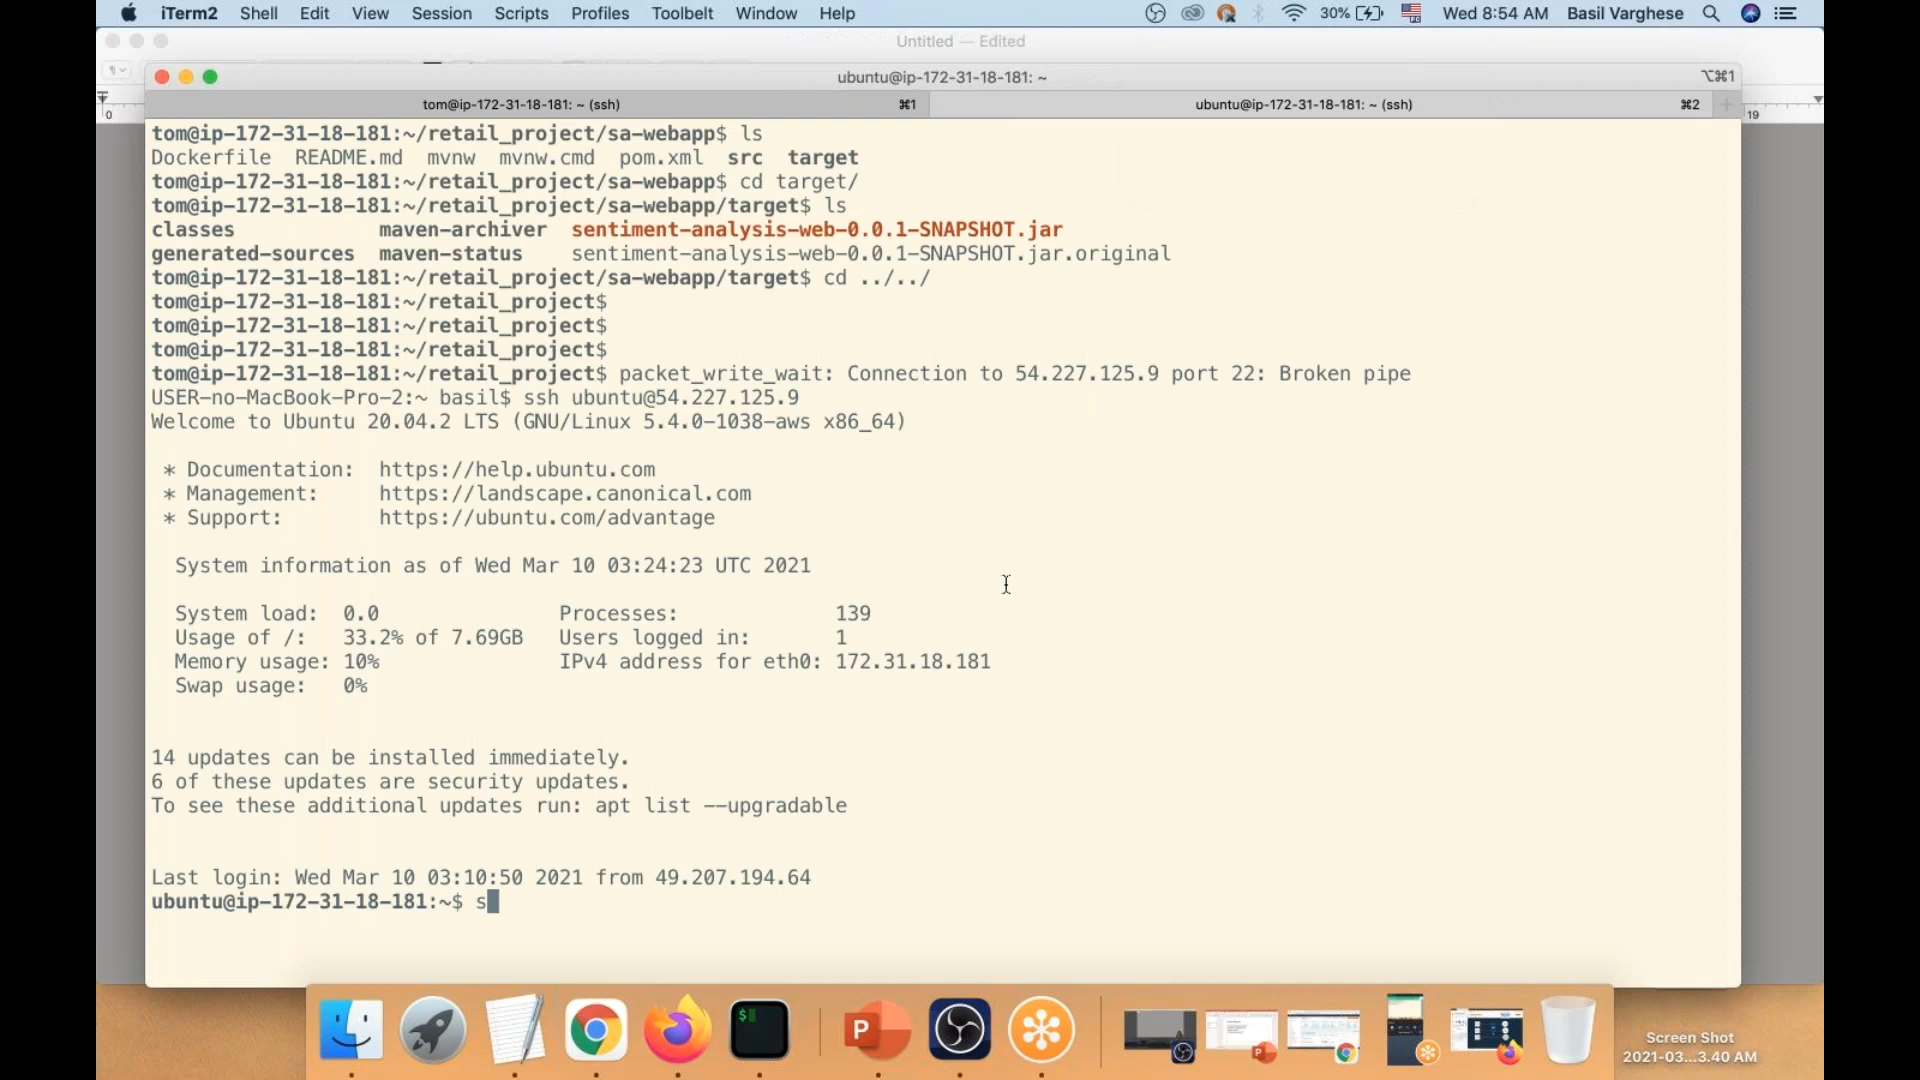 iTerm2 Shell Edit View Session Scripts Profiles Toolbelt Window Help 30% Wed 8:54 AM Basil Varghese
Untitled — Edited
ubuntu@ip-172-31-18-181: ~ ⌥⌘1
tom@ip-172-31-18-181: ~ (ssh) ⌘1 ubuntu@ip-172-31-18-181: ~ (ssh) ⌘2
0 19
tom@ip-172-31-18-181:~/retail_project/sa-webapp$ ls
Dockerfile README.md mvnw mvnw.cmd pom.xml src target
tom@ip-172-31-18-181:~/retail_project/sa-webapp$ cd target/
tom@ip-172-31-18-181:~/retail_project/sa-webapp/target$ ls
classes maven-archiver sentiment-analysis-web-0.0.1-SNAPSHOT.jar
generated-sources maven-status sentiment-analysis-web-0.0.1-SNAPSHOT.jar.original
tom@ip-172-31-18-181:~/retail_project/sa-webapp/target$ cd ../../
tom@ip-172-31-18-181:~/retail_project$
tom@ip-172-31-18-181:~/retail_project$
tom@ip-172-31-18-181:~/retail_project$
tom@ip-172-31-18-181:~/retail_project$ packet_write_wait: Connection to 54.227.125.9 port 22: Broken pipe
USER-no-MacBook-Pro-2:~ basil$ ssh ubuntu@54.227.125.9
Welcome to Ubuntu 20.04.2 LTS (GNU/Linux 5.4.0-1038-aws x86_64)
* Documentation: https://help.ubuntu.com
* Management: https://landscape.canonical.com
* Support: https://ubuntu.com/advantage
System information as of Wed Mar 10 03:24:23 UTC 2021
System load: 0.0 Processes: 139
Usage of /: 33.2% of 7.69GB Users logged in: 1
Memory usage: 10% IPv4 address for eth0: 172.31.18.181
Swap usage: 0%
14 updates can be installed immediately.
6 of these updates are security updates.
To see these additional updates run: apt list --upgradable
Last login: Wed Mar 10 03:10:50 2021 from 49.207.194.64
ubuntu@ip-172-31-18-181:~$ s
$
P
Screen Shot
2021-03...3.40 AM